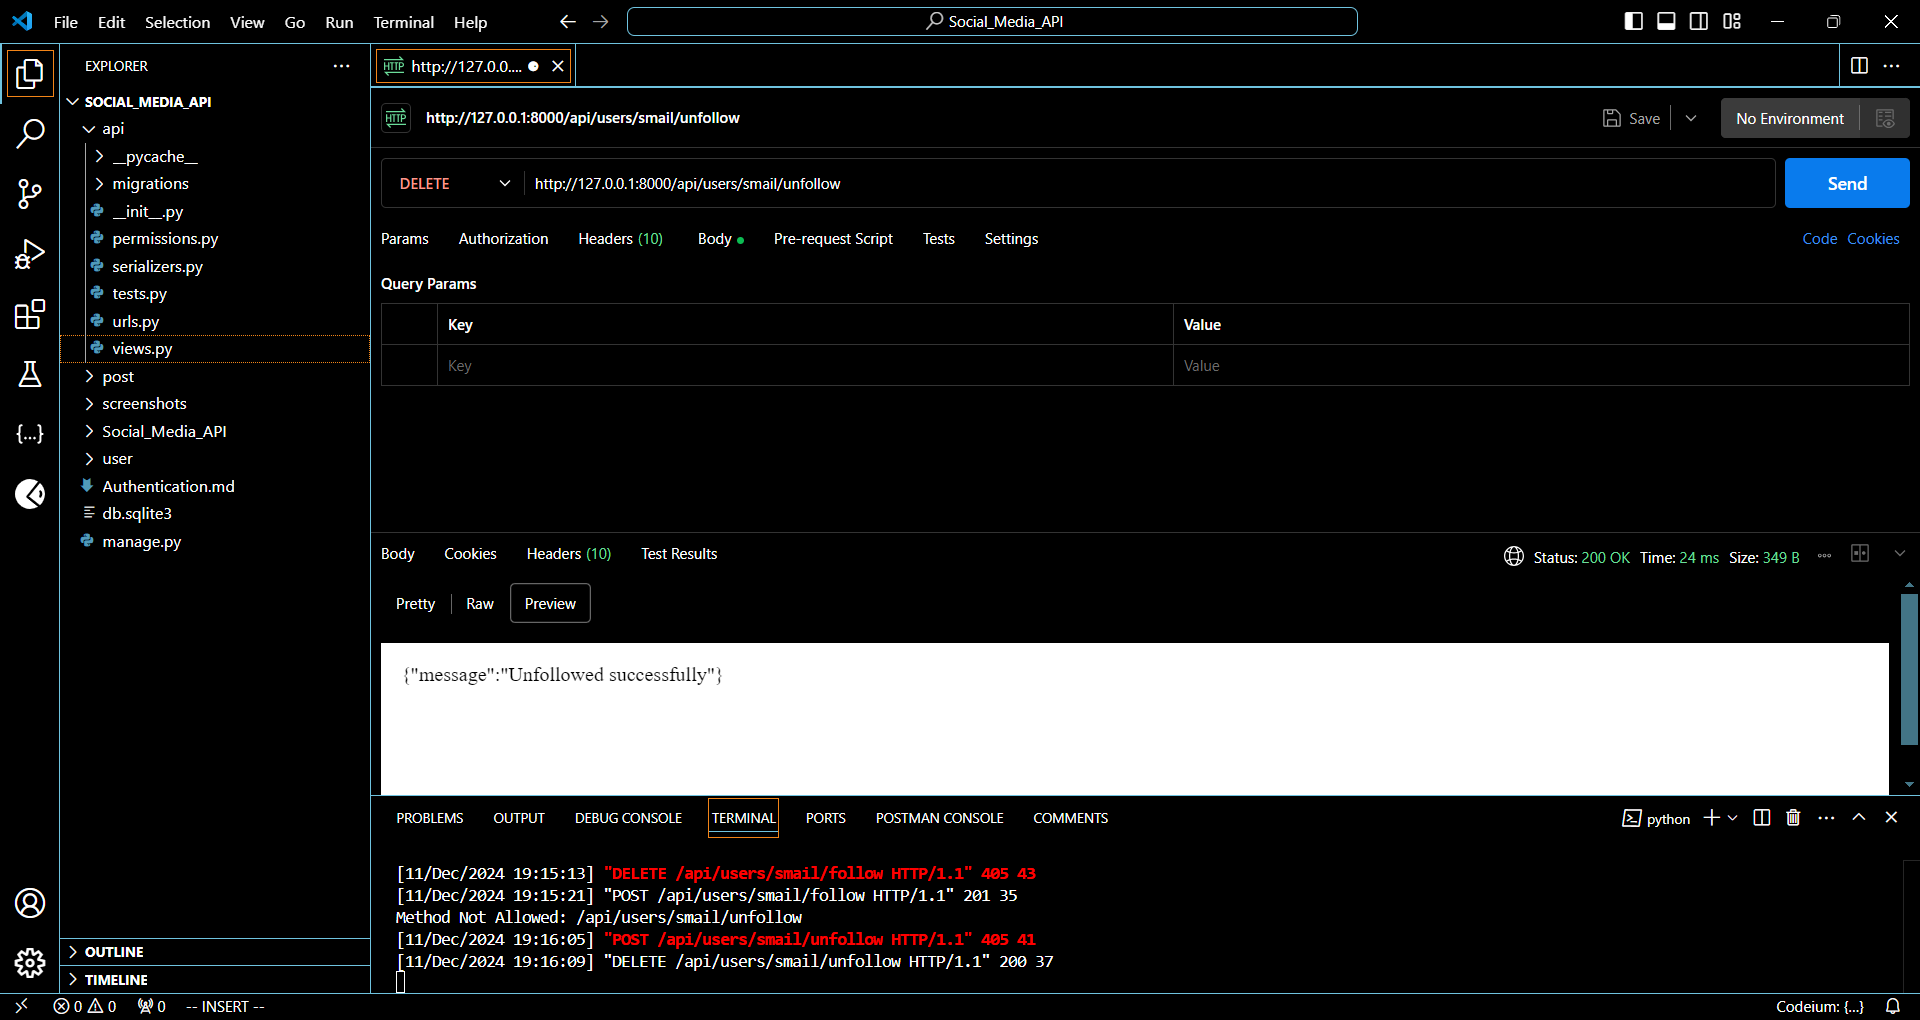 File Edit Selection View Go Run Terminal Help
Social_Media_API
EXPLORER
SOCIAL_MEDIA_API
api
__pycache__
migrations
__init__.py
permissions.py
serializers.py
tests.py
urls.py
views.py
post
screenshots
Social_Media_API
user
Authentication.md
db.sqlite3
manage.py
OUTLINE
TIMELINE
HTTP http://127.0.0....
HTTP http://127.0.0.1:8000/api/users/smail/unfollow
Save
No Environment
DELETE http://127.0.0.1:8000/api/users/smail/unfollow
Send
Params Authorization Headers (10) Body Pre-request Script Tests Settings
Code Cookies
Query Params
Key Value
Key Value
Body Cookies Headers (10) Test Results
Status: 200 OK Time: 24 ms Size: 349 B
Pretty Raw Preview
{"message":"Unfollowed successfully"}
PROBLEMS OUTPUT DEBUG CONSOLE TERMINAL PORTS POSTMAN CONSOLE COMMENTS
python
[11/Dec/2024 19:15:13] "DELETE /api/users/smail/follow HTTP/1.1" 405 43
[11/Dec/2024 19:15:21] "POST /api/users/smail/follow HTTP/1.1" 201 35
Method Not Allowed: /api/users/smail/unfollow
[11/Dec/2024 19:16:05] "POST /api/users/smail/unfollow HTTP/1.1" 405 41
[11/Dec/2024 19:16:09] "DELETE /api/users/smail/unfollow HTTP/1.1" 200 37
0 0 0 -- INSERT --
Codeium: {...}